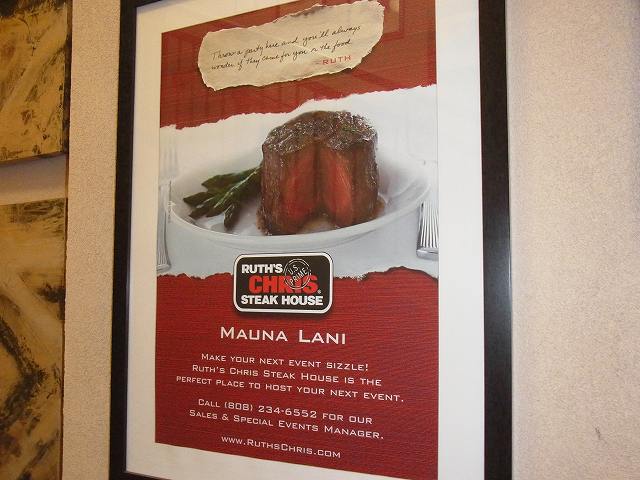 Throw a party here and you'll always
wonder if they came for you or the food.
-RUTH
RUTH'S
U.S. PRIME
CHRIS
STEAK HOUSE
MAUNA LANI
MAKE YOUR NEXT EVENT SIZZLE!
RUTH'S CHRIS STEAK HOUSE IS THE
PERFECT PLACE TO HOST YOUR NEXT EVENT.
CALL (808) 234-6552 FOR OUR
SALES & SPECIAL EVENTS MANAGER.
WWW.RUTHSCHRIS.COM